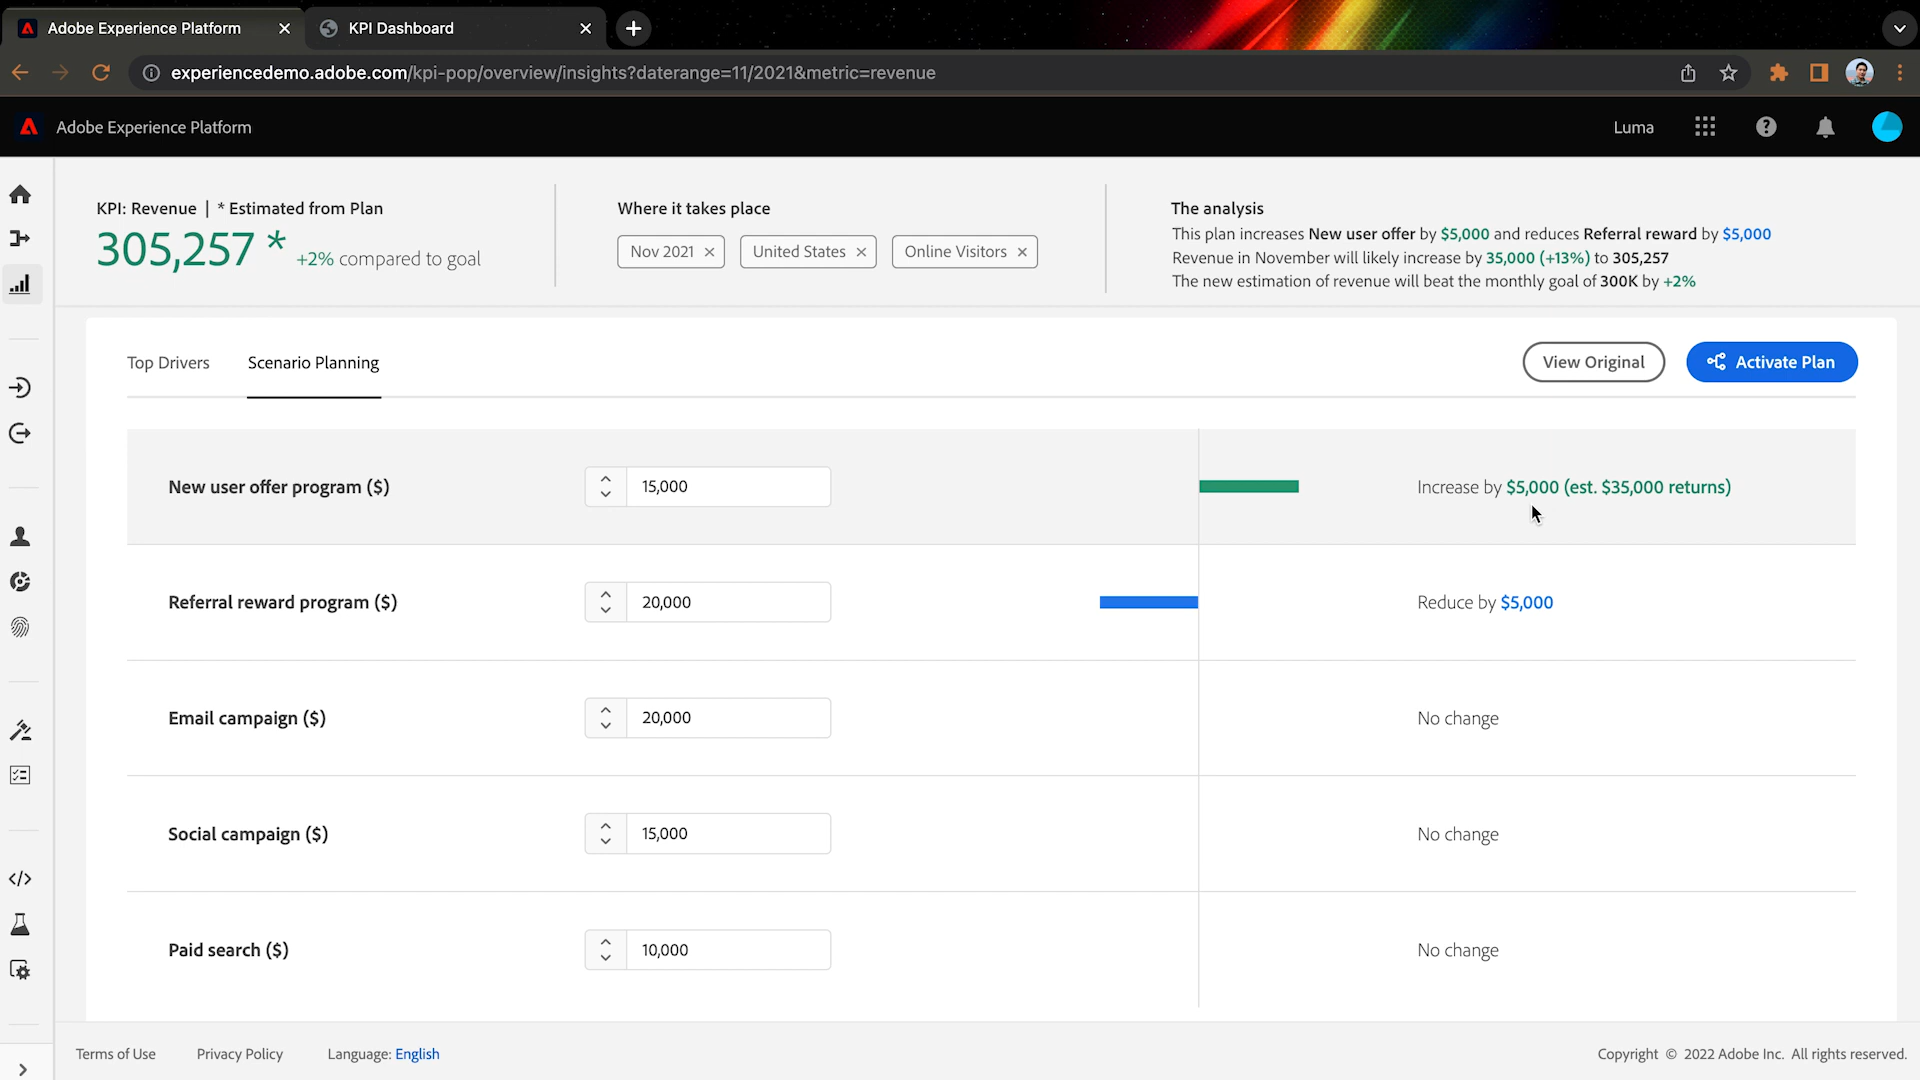 Adobe Experience Platform
KPI Dashboard
experiencedemo.adobe.com/kpi-pop/overview/insights?daterange=11/2021&metric=revenue
Adobe Experience Platform
Luma
KPI: Revenue | * Estimated from Plan
305,257 * +2% compared to goal
Where it takes place
Nov 2021
United States
Online Visitors
The analysis
This plan increases New user offer by $5,000 and reduces Referral reward by $5,000
Revenue in November will likely increase by 35,000 (+13%) to 305,257
The new estimation of revenue will beat the monthly goal of 300K by +2%
Top Drivers
Scenario Planning
View Original
Activate Plan
New user offer program ($)
15,000
Increase by $5,000 (est. $35,000 returns)
Referral reward program ($)
20,000
Reduce by $5,000
Email campaign ($)
20,000
No change
Social campaign ($)
15,000
No change
Paid search ($)
10,000
No change
Terms of Use
Privacy Policy
Language: English
Copyright © 2022 Adobe Inc. All rights reserved.